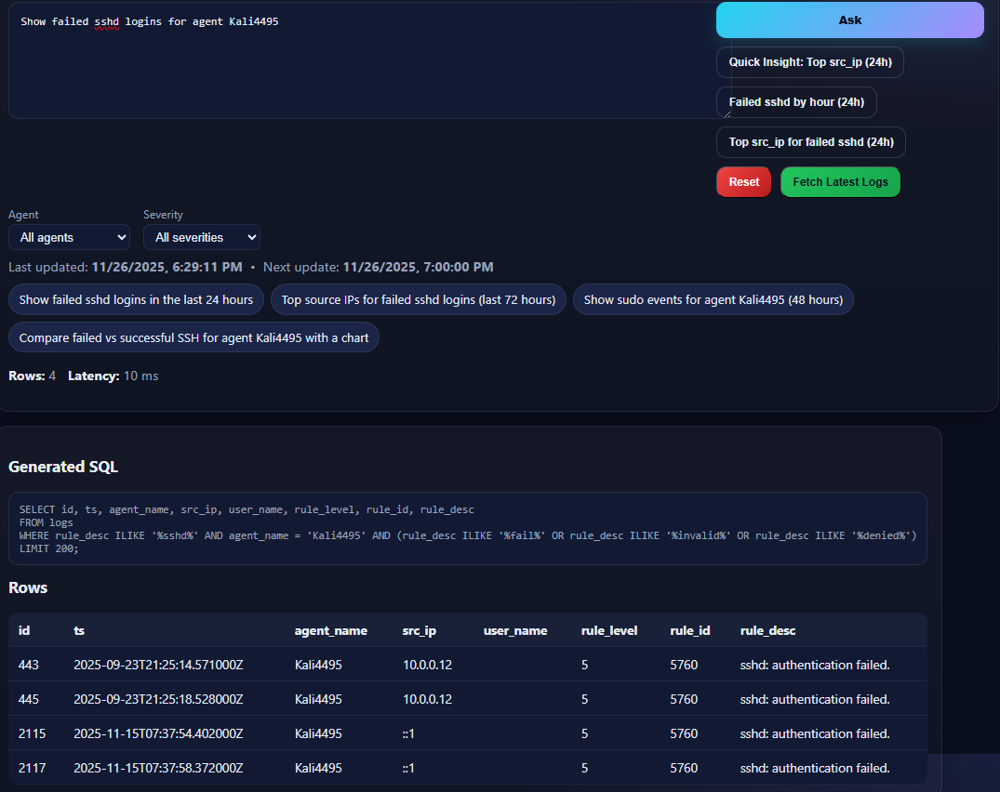 Show failed sshd logins for agent Kali4495
Ask
Quick Insight: Top src_ip (24h)
Failed sshd by hour (24h)
Top src_ip for failed sshd (24h)
Reset Fetch Latest Logs
Agent Severity
All agents All severities
Last updated: 11/26/2025, 6:29:11 PM • Next update: 11/26/2025, 7:00:00 PM
Show failed sshd logins in the last 24 hours Top source IPs for failed sshd logins (last 72 hours) Show sudo events for agent Kali4495 (48 hours)
Compare failed vs successful SSH for agent Kali4495 with a chart
Rows: 4 Latency: 10 ms
Generated SQL
SELECT id, ts, agent_name, src_ip, user_name, rule_level, rule_id, rule_desc
FROM logs
WHERE rule_desc ILIKE '%sshd%' AND agent_name = 'Kali4495' AND (rule_desc ILIKE '%fail%' OR rule_desc ILIKE '%invalid%' OR rule_desc ILIKE '%denied%')
LIMIT 200;
Rows
id ts agent_name src_ip user_name rule_level rule_id rule_desc
443 2025-09-23T21:25:14.571000Z Kali4495 10.0.0.12 5 5760 sshd: authentication failed.
445 2025-09-23T21:25:18.528000Z Kali4495 10.0.0.12 5 5760 sshd: authentication failed.
2115 2025-11-15T07:37:54.402000Z Kali4495 ::1 5 5760 sshd: authentication failed.
2117 2025-11-15T07:37:58.372000Z Kali4495 ::1 5 5760 sshd: authentication failed.